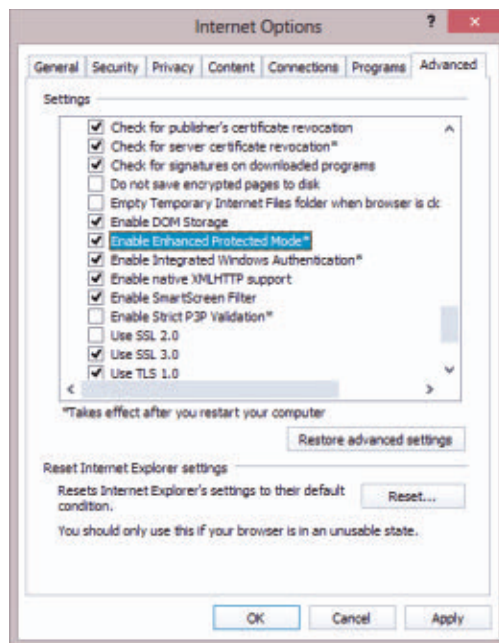 Internet Options
? ×
General Security Privacy Content Connections Programs Advanced
Settings
Check for publisher's certificate revocation
Check for server certificate revocation*
Check for signatures on downloaded programs
Do not save encrypted pages to disk
Empty Temporary Internet Files folder when browser is
Enable DOM Storage
Enable Enhanced Protected Mode*
Enable Integrated Windows Authentication*
Enable native XMLHTTP support
Enable SmartScreen Filter
Enable Strict P3P Validation*
Use SSL 2.0
Use SSL 3.0
Use TLS 1.0
*Takes effect after you restart your computer
Restore advanced settings
Reset Internet Explorer settings
Resets Internet Explorer's settings to their default
condition.
Reset...
You should only use this if your browser is in an unusable state.
OK Cancel Apply